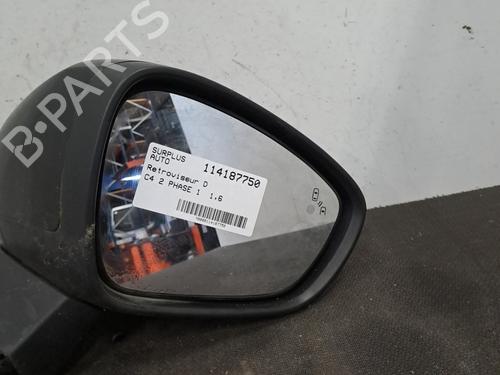 B-PARTS
SURPLUS
AUTO
114187750
Retroviseur D
C4 2 PHASE 1 1.6